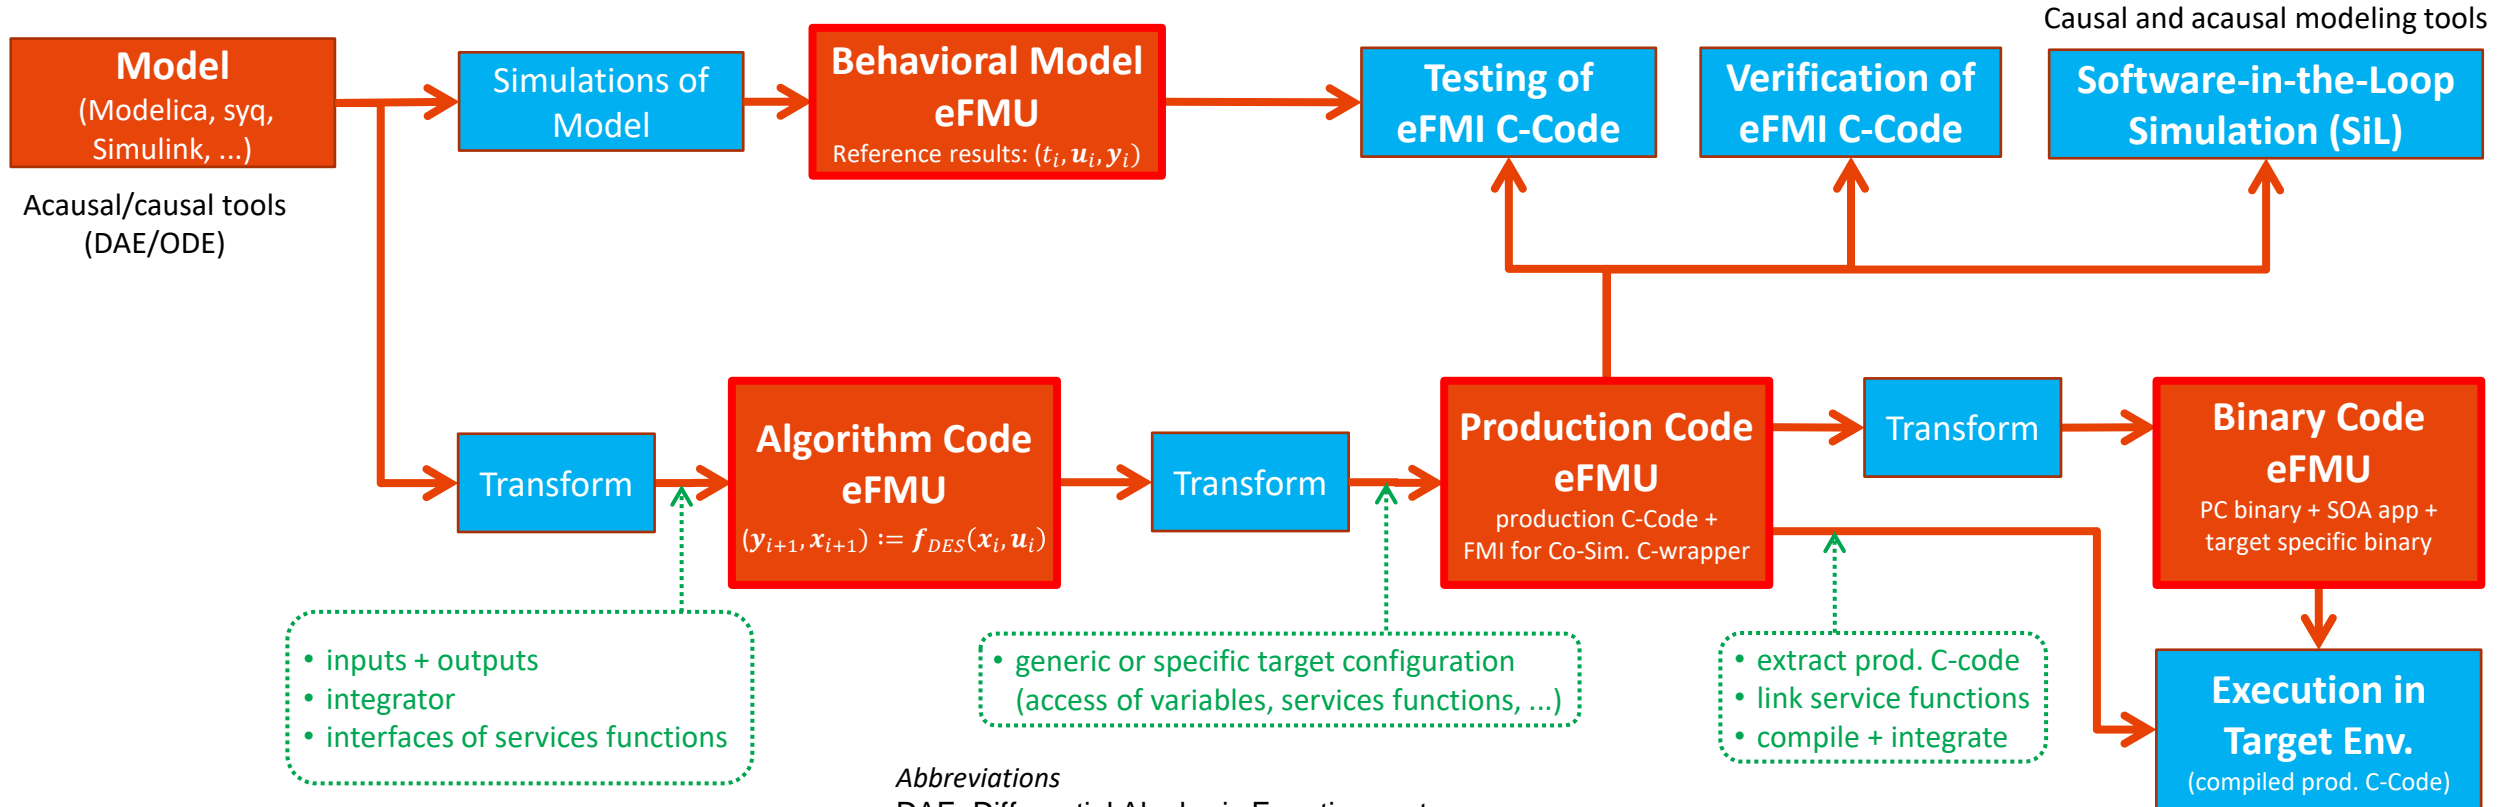 Causal and acausal modeling tools
Model
(Modelica, syq,
Simulink, ...)
Acausal/causal tools
(DAE/ODE)
Simulations of
Model
Behavioral Model
eFMU
Reference results: (tᵢ, uᵢ, yᵢ)
Testing of
eFMI C-Code
Verification of
eFMI C-Code
Software-in-the-Loop
Simulation (SiL)
Transform
Algorithm Code
eFMU
(yᵢ₊₁, xᵢ₊₁) := f_DES(xᵢ, uᵢ)
Transform
Production Code
eFMU
production C-Code +
FMI for Co-Sim. C-wrapper
Transform
Binary Code
eFMU
PC binary + SOA app +
target specific binary
• inputs + outputs
• integrator
• interfaces of services functions
• generic or specific target configuration
(access of variables, services functions, ...)
• extract prod. C-code
• link service functions
• compile + integrate
Execution in
Target Env.
(compiled prod. C-Code)
Abbreviations